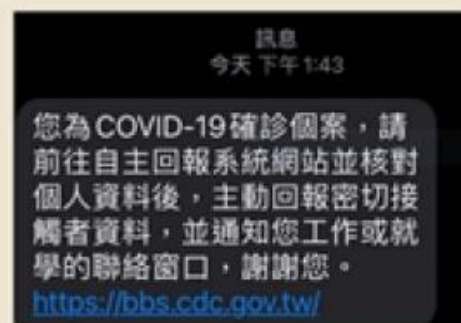 訊息
今天 下午1:43
您為COVID-19確診個案，請
前往自主回報系統網站並核對
個人資料後，主動回報密切接
觸者資料，並通知您工作或就
學的聯絡窗口，謝謝您。
https://bbs.cdc.gov.tw/